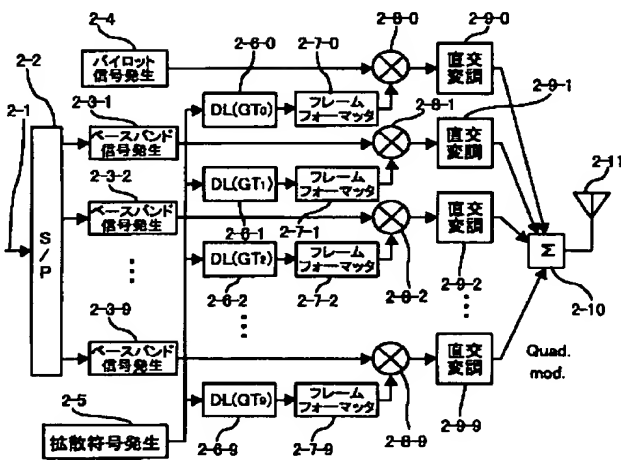 2-4
パイロット
信号発生
2-6-0
2-7-0
2-8-0
2-9-0
直交
変調
2-2
2-3-1
DL(GT0)
フレーム
フォーマッタ
2-8-1
2-9-1
2-1
ベースバンド
信号発生
直交
変調
2-11
2-3-2
DL(GT1)
フレーム
フォーマッタ
ベースバンド
信号発生
2-6-1
2-7-1
直交
変調
Σ
S/P
DL(GT2)
フレーム
フォーマッタ
2-8-2
2-9-2
2-10
2-6-2
2-7-2
2-3-9
ベースバンド
信号発生
直交
変調
Quad.
mod.
2-5
DL(GT9)
フレーム
フォーマッタ
2-8-9
2-9-9
拡散符号発生
2-6-9
2-7-9